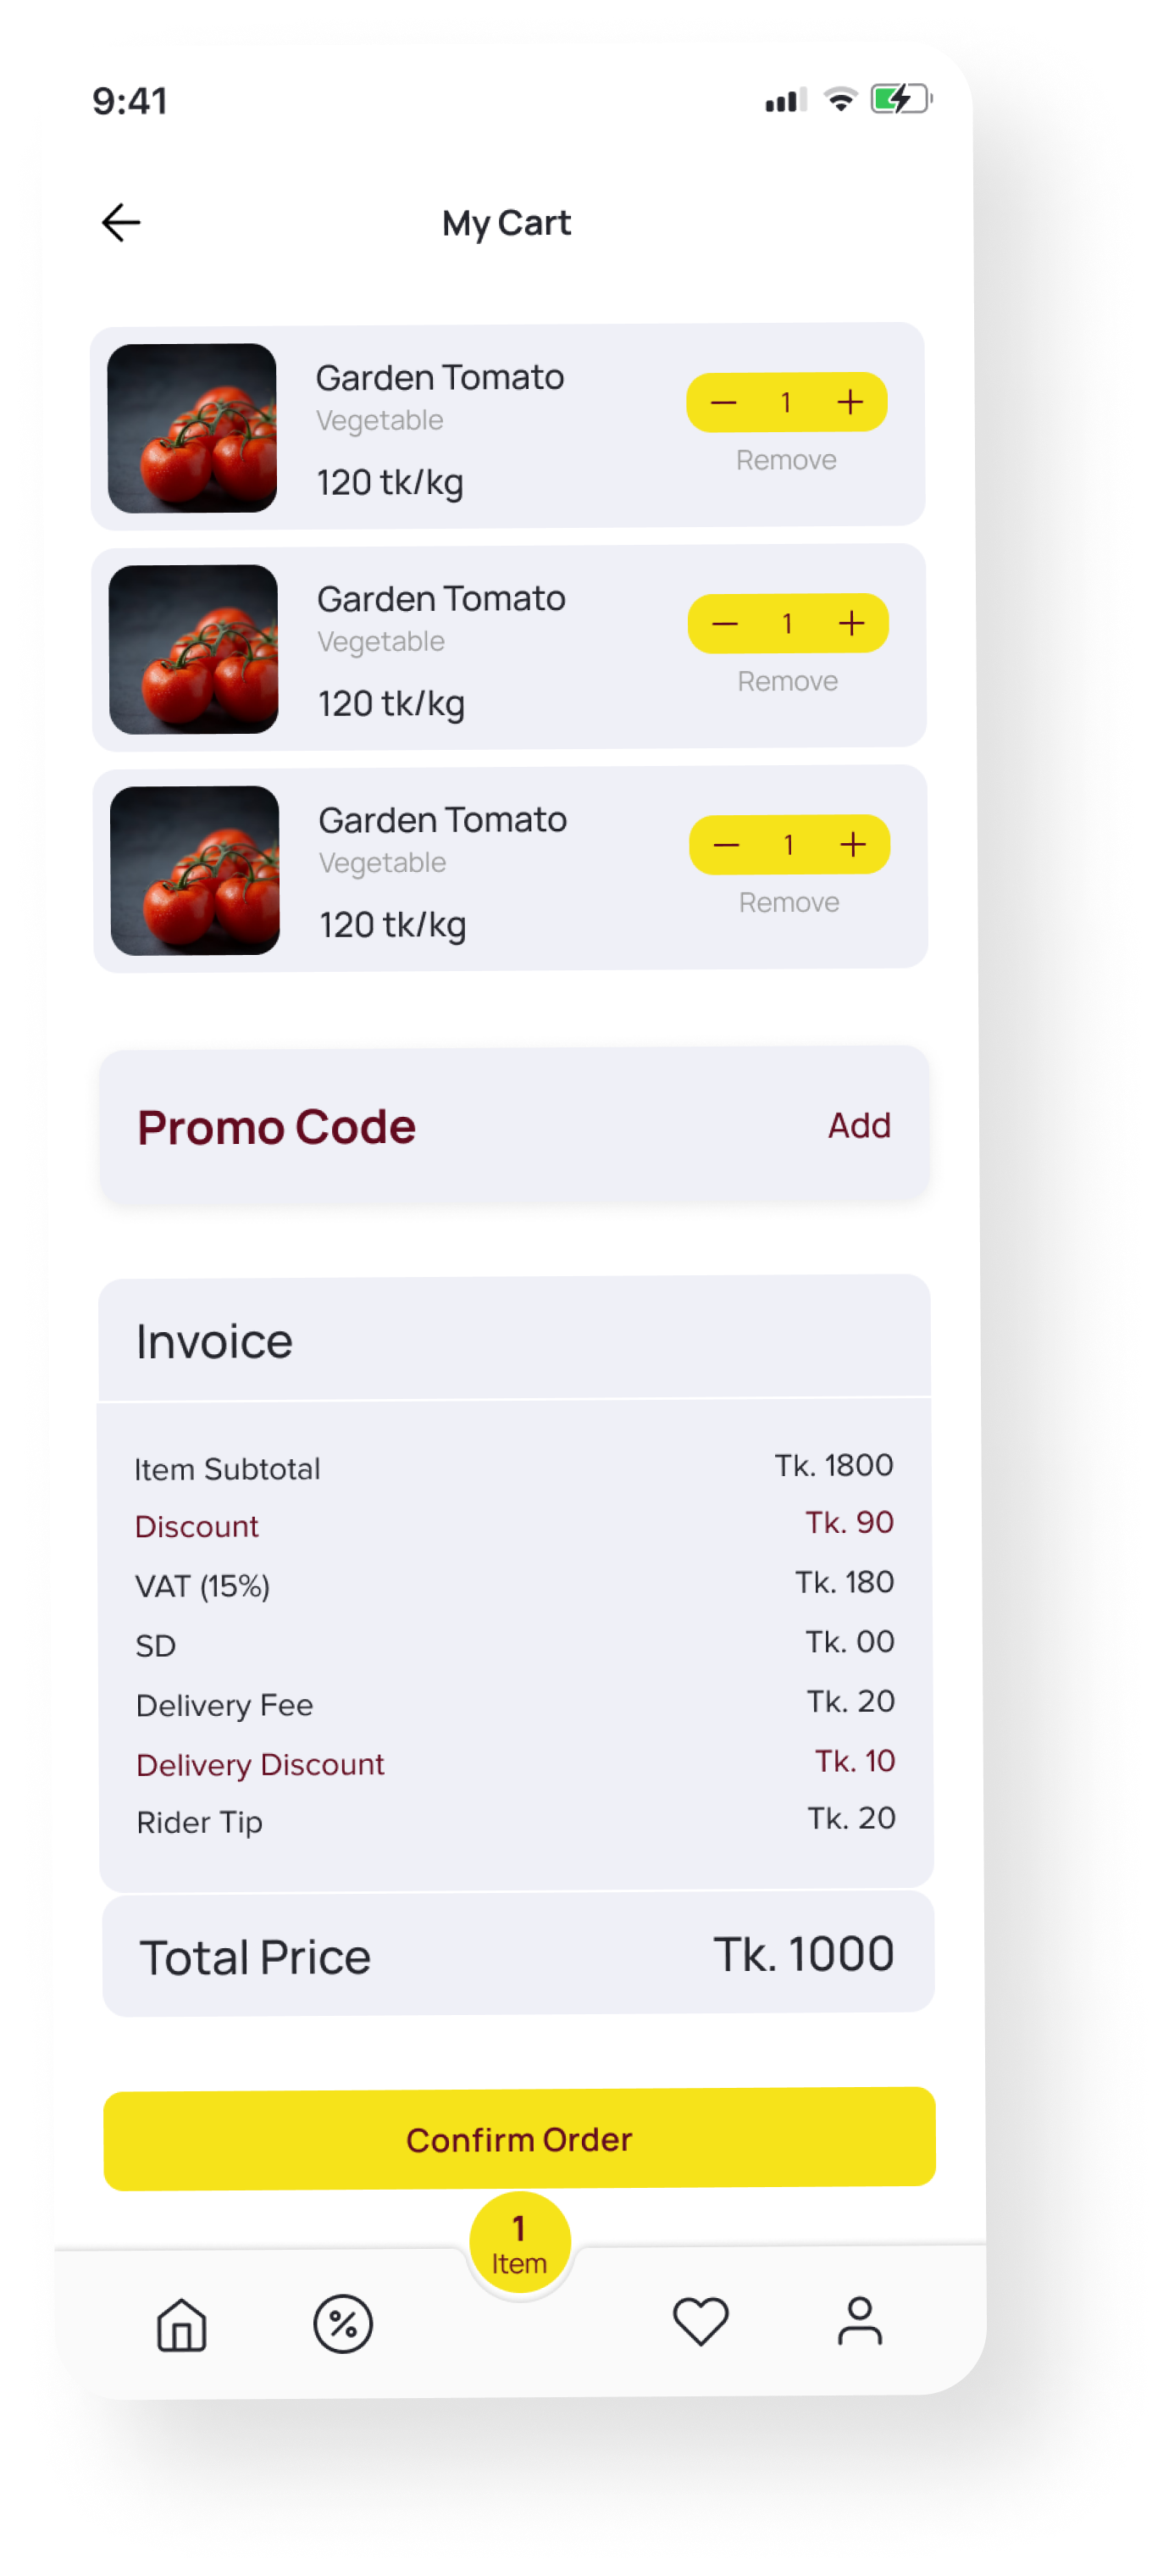 9:41
My Cart
Garden Tomato
Vegetable
120 tk/kg
1
Remove
Garden Tomato
Vegetable
120 tk/kg
1
Remove
Garden Tomato
Vegetable
120 tk/kg
1
Remove
Promo Code Add
Invoice
Item Subtotal Tk. 1800
Discount Tk. 90
VAT (15%) Tk. 180
SD Tk. 00
Delivery Fee Tk. 20
Delivery Discount Tk. 10
Rider Tip Tk. 20
Total Price Tk. 1000
Confirm Order
1
Item